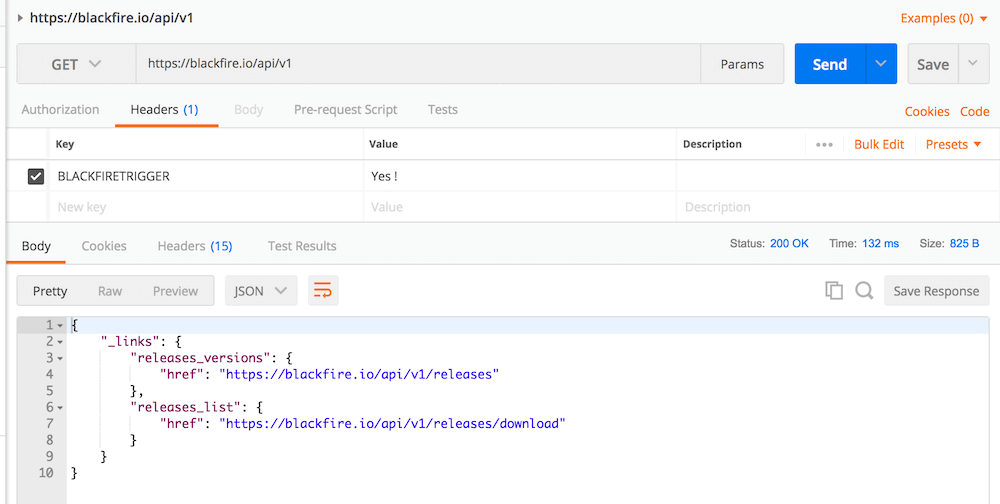 https://blackfire.io/api/v1 Examples (0)
GET https://blackfire.io/api/v1 Params Send Save
Authorization Headers (1) Body Pre-request Script Tests Cookies Code
Key Value Description Bulk Edit Presets
BLACKFIRETRIGGER Yes !
New key Value Description
Body Cookies Headers (15) Test Results Status: 200 OK Time: 132 ms Size: 825 B
Pretty Raw Preview JSON Save Response
1 {
2 "_links": {
3 "releases_versions": {
4 "href": "https://blackfire.io/api/v1/releases"
5 },
6 "releases_list": {
7 "href": "https://blackfire.io/api/v1/releases/download"
8 }
9 }
10 }